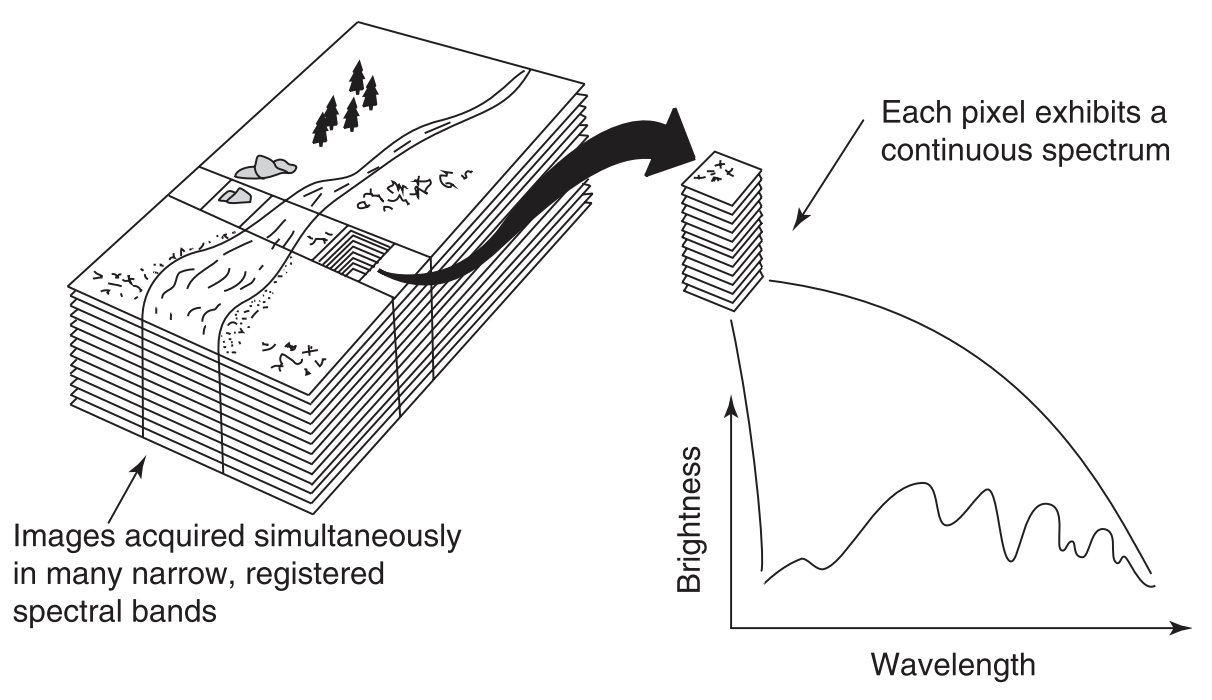 Each pixel exhibits a
continuous spectrum
Images acquired simultaneously
in many narrow, registered
spectral bands
Brightness
Wavelength